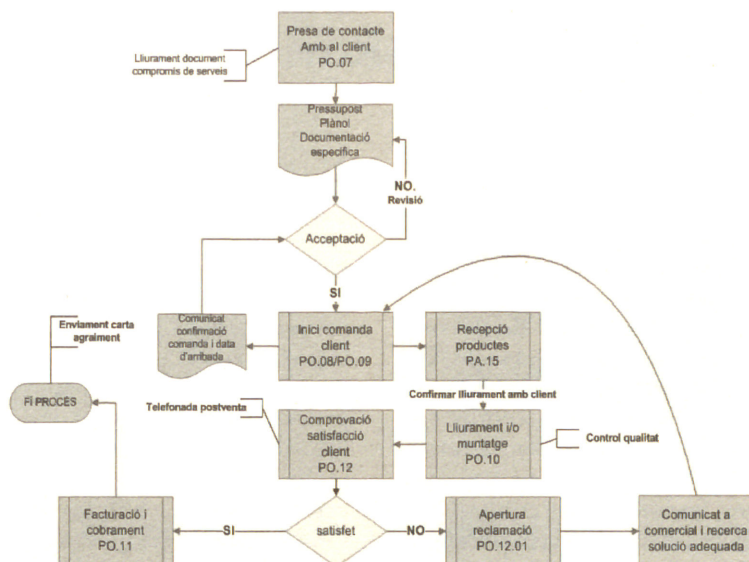 Presa de contacte
Amb al client
PO.07
Lliurament document
compromis de serveis
Pressupost
Plànol
Documentació
especifica
NO.
Revisió
Acceptació
SI
Comunicat
confirmació
comanda i data
d'arribada
Inici comanda
client
PO.08/PO.09
Recepció
productes
PA.15
Enviament carta
agraiment
Confirmar lliurament amb client
FI PROCÉS
Telefonada postventa
Comprovació
satisfacció
client
PO.12
Lliurament i/o
muntatge
PO.10
Control qualitat
Facturació i
cobrament
PO.11
SI
satisfet
NO
Apertura
reclamació
PO.12.01
Comunicat a
comercial i recerca
solució adequada